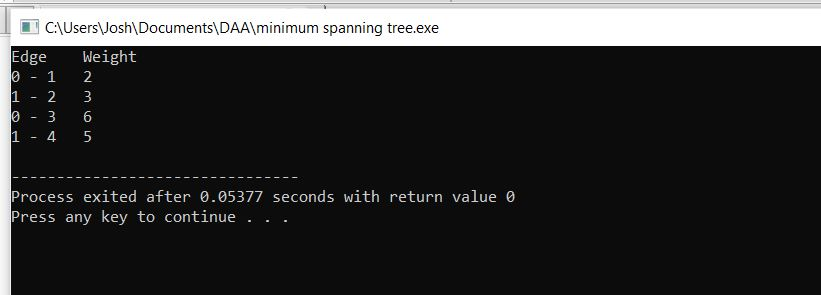 C:\Users\Josh\Documents\DAA\minimum spanning tree.exe
Edge    Weight
0 - 1   2
1 - 2   3
0 - 3   6
1 - 4   5
--------------------------------
Process exited after 0.05377 seconds with return value 0
Press any key to continue . . .